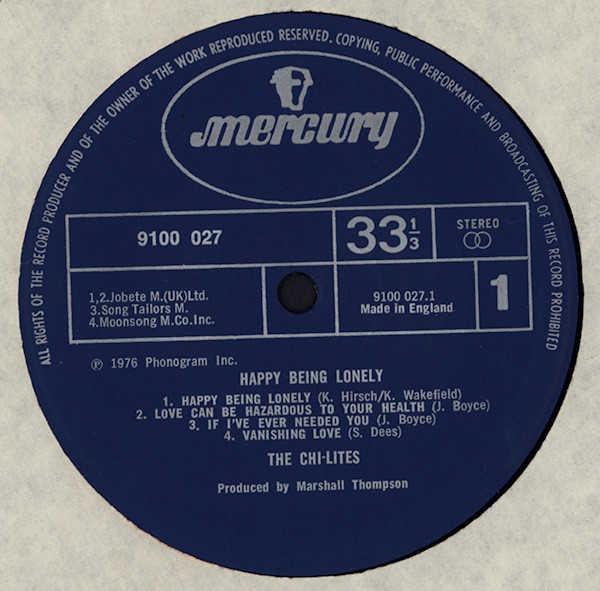 ALL RIGHTS OF THE RECORD PRODUCER AND OF THE OWNER OF THE WORK REPRODUCED RESERVED. COPYING, PUBLIC PERFORMANCE AND BROADCASTING OF THIS RECORD PROHIBITED
mercury
9100 027
33 1/3
STEREO
1,2.Jobete M.(UK)Ltd.
3.Song Tailors M.
4.Moonsong M.Co.Inc.
9100 027.1
Made in England
1
℗ 1976 Phonogram Inc.
HAPPY BEING LONELY
1. HAPPY BEING LONELY (K. Hirsch/K. Wakefield)
2. LOVE CAN BE HAZARDOUS TO YOUR HEALTH (J. Boyce)
3. IF I'VE EVER NEEDED YOU (J. Boyce)
4. VANISHING LOVE (S. Dees)
THE CHI-LITES
Produced by Marshall Thompson